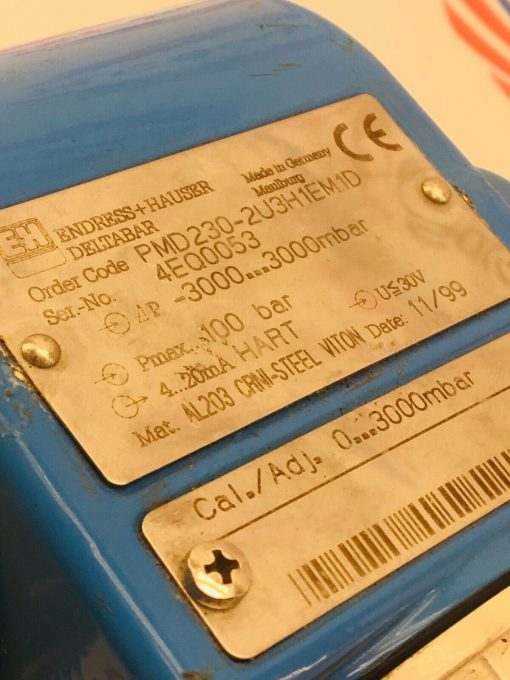 E+H
ENDRESS+HAUSER
DELTABAR
Made in Germany
Maulburg
CE
Order Code PMD230-2U3H1EM1D
Ser.-No. 4EQ0053
ΔP -3000...3000mbar
Pmax. 100 bar
4..20mA HART U≤30V
Mat. AL203 CRNI-STEEL VITON Date: 11/99
Cal./Adj. 0...3000mbar